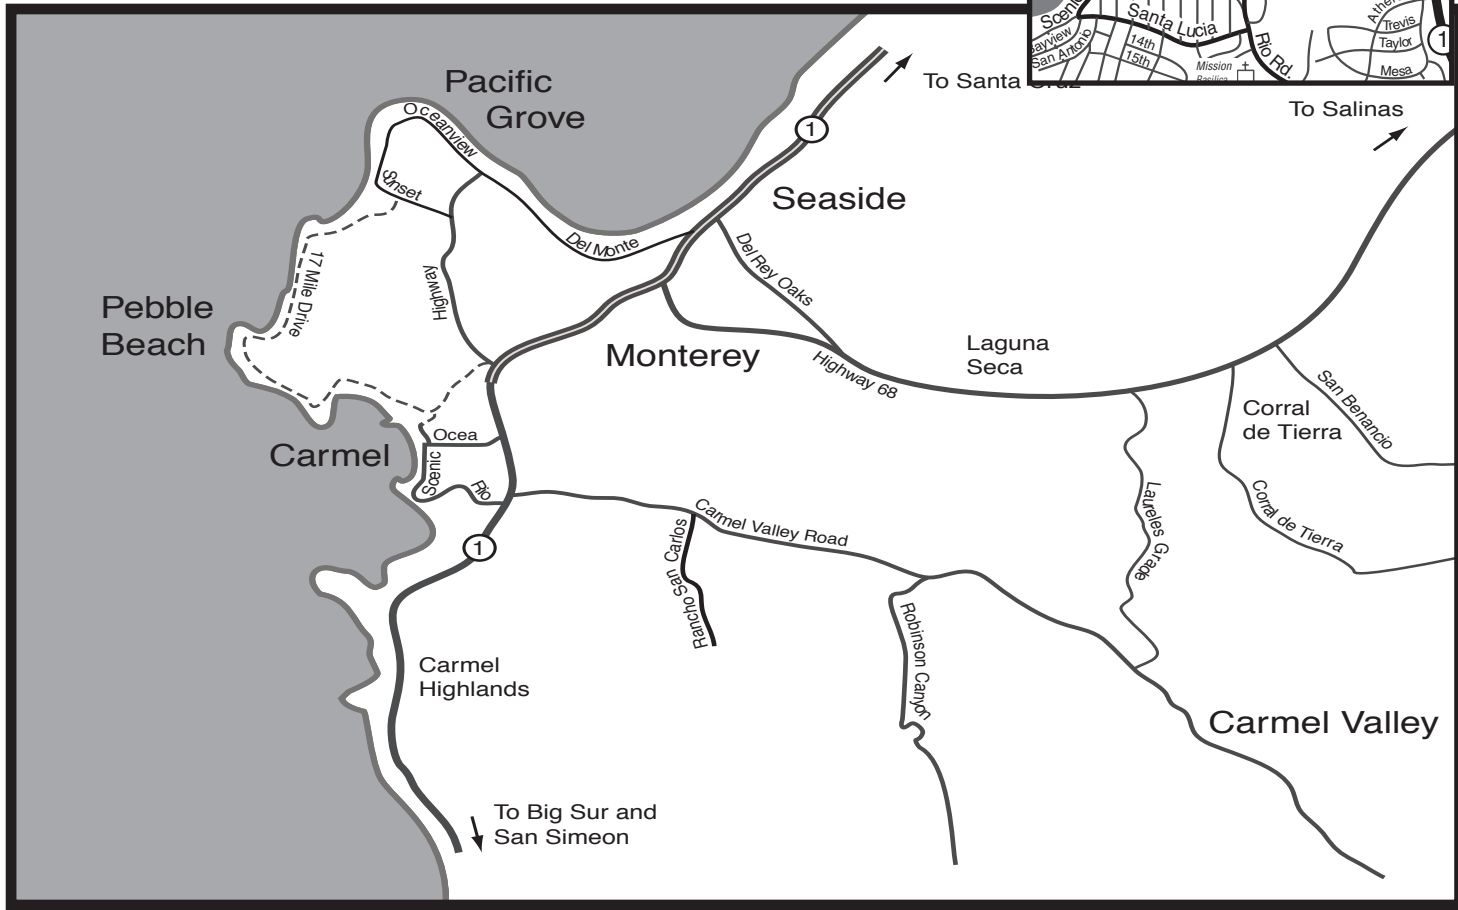 Scenic
Santa Lucia
Bayview
San Antonio
14th
15th
Mission
Basilica
Rio Rd.
Trevis
Taylor
Mesa
1
To Santa Cruz
To Salinas
Pacific
Grove
Oceanview
Sunset
1
Seaside
Del Monte
Del Rey Oaks
17 Mile Drive
Highway
Pebble
Beach
Monterey
Highway 68
Laguna
Seca
San Benancio
Corral
de Tierra
Corral de Tierra
Ocea
Carmel
Scenic
Rio
Carmel Valley Road
Rancho San Carlos
Laureles Grade
1
Robinson Canyon
Carmel
Highlands
Carmel Valley
To Big Sur and
San Simeon